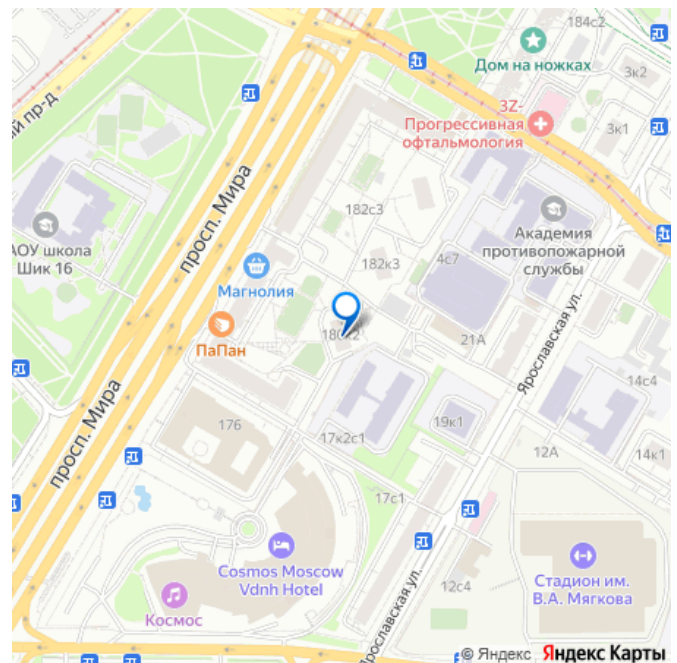 184с2
Дом на ножках
3к2
3Z-
Прогрессивная
офтальмология
3к1
ый пр-д
просп. Мира
182с3
Академия
противопожарной
службы
АОУ школа
Шик 16
182к3
4с7
Магнолия
180к2
21А
ПаПан
Ярославская ул.
14с4
просп. Мира
176
19к1
17к2с1
12А
14к1
17с1
Cosmos Moscow
Vdnh Hotel
Космос
Ярославская ул.
12с4
Стадион им.
В.А. Мягкова
© Яндекс Яндекс Карты